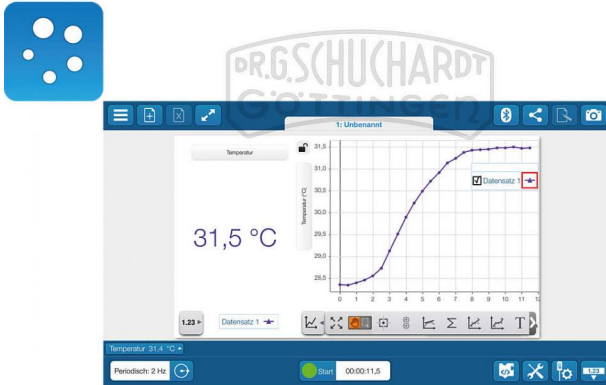 DR.G.SCHUCHARDT
GÖTTINGEN
1: Unbenannt
Temperatur
31,5 °C
1.23
Datensatz 1
Temperatur (°C)
31,5
31,0
30,5
30,0
29,5
29,0
28,5
0 1 2 3 4 5 6 7 8 9 10 11 12
Datensatz 1
Σ
T
Temperatur 31,4 °C
Periodisch: 2 Hz
Start
00:00:11,5
1.23